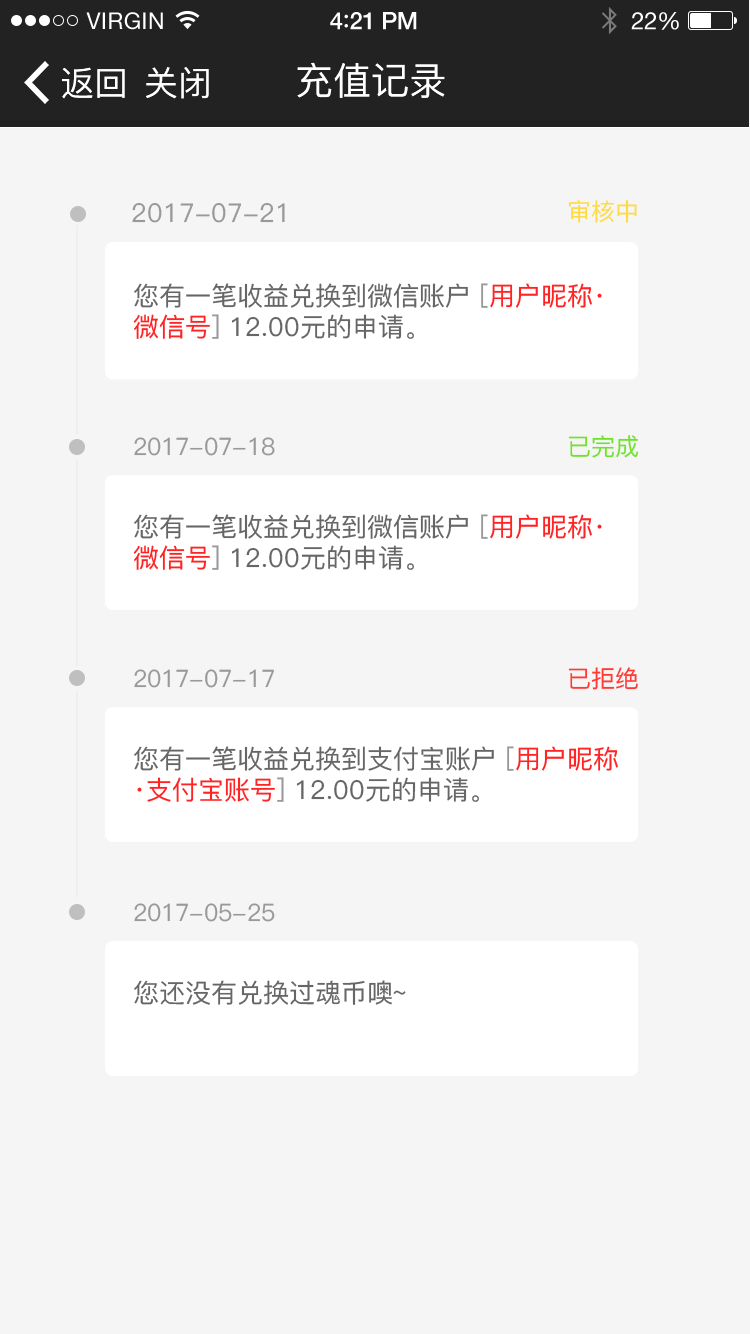 VIRGIN 4:21 PM 22%
返回 关闭 充值记录
2017-07-21 审核中
您有一笔收益兑换到微信账户 [用户昵称·
微信号] 12.00元的申请。
2017-07-18 已完成
您有一笔收益兑换到微信账户 [用户昵称·
微信号] 12.00元的申请。
2017-07-17 已拒绝
您有一笔收益兑换到支付宝账户 [用户昵称
·支付宝账号] 12.00元的申请。
2017-05-25
您还没有兑换过魂币噢~